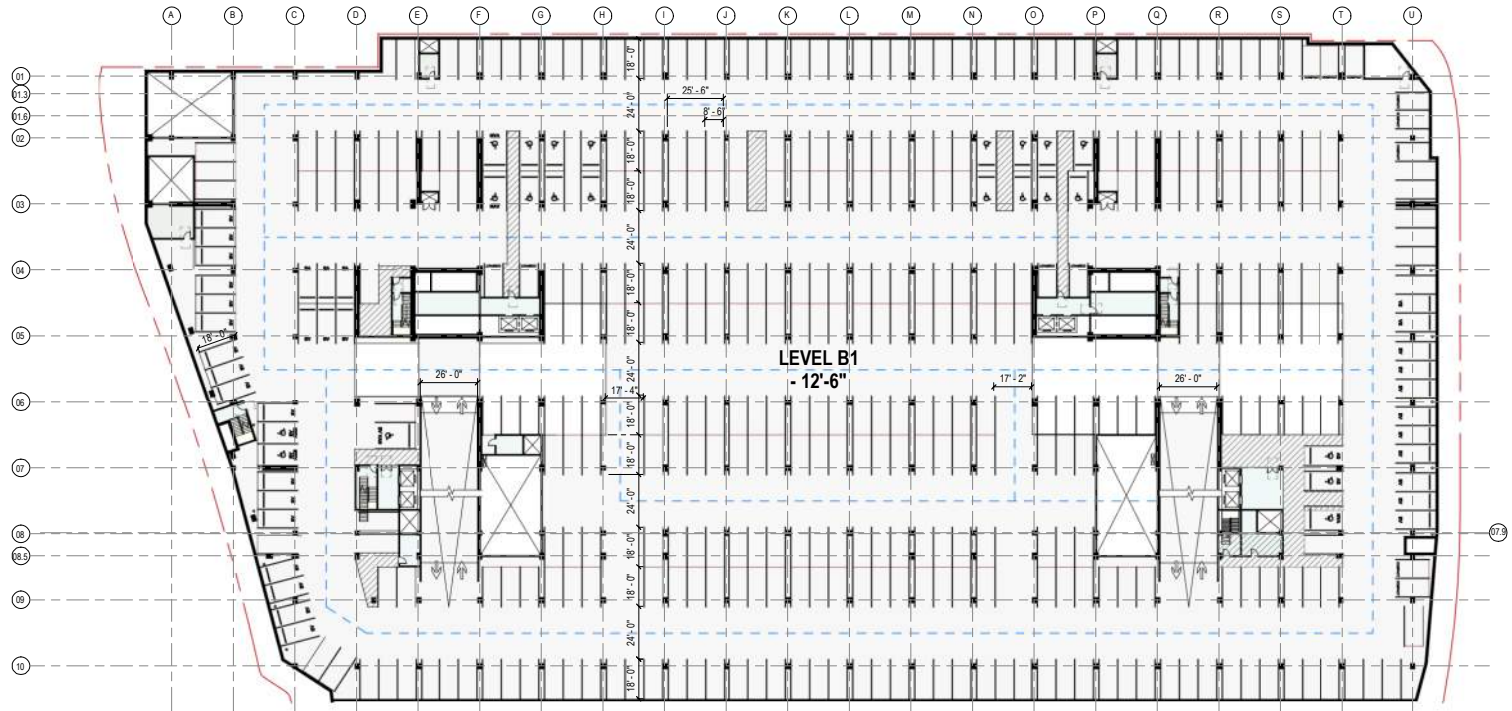 A B C D E F G H I J K L M N O P Q R S T U
01
01.3
01.6
02
03
04
05
06
07
08
08.5
09
10
07.9
18' - 0"
25' - 6"
24' - 0"
8' - 6"
18' - 0"
18' - 0"
24' - 0"
18' - 0"
18' - 0"
18' - 0"
LEVEL B1
- 12'-6"
24' - 0"
26' - 0"
17' - 4"
17' - 2"
26' - 0"
18' - 0"
18' - 0"
24' - 0"
18' - 0"
18' - 0"
24' - 0"
18' - 0"